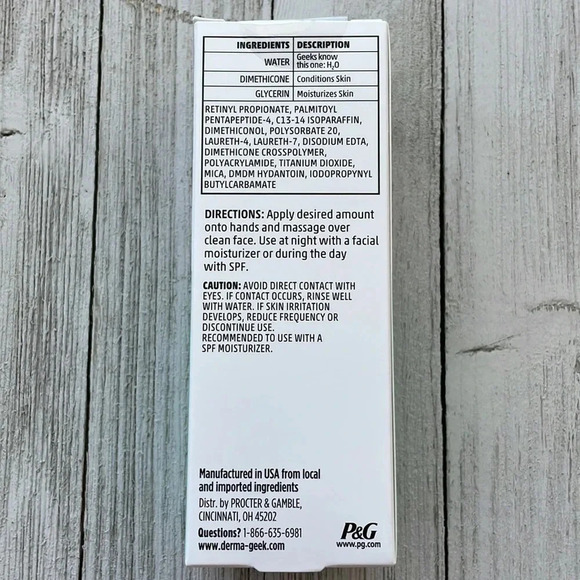 INGREDIENTS DESCRIPTION
WATER Geeks know
this one: H₂O
DIMETHICONE Conditions Skin
GLYCERIN Moisturizes Skin
RETINYL PROPIONATE, PALMITOYL
PENTAPEPTIDE-4, C13-14 ISOPARAFFIN,
DIMETHICONOL, POLYSORBATE 20,
LAURETH-4, LAURETH-7, DISODIUM EDTA,
DIMETHICONE CROSSPOLYMER,
POLYACRYLAMIDE, TITANIUM DIOXIDE,
MICA, DMDM HYDANTOIN, IODOPROPYNYL
BUTYLCARBAMATE
DIRECTIONS: Apply desired amount
onto hands and massage over
clean face. Use at night with a facial
moisturizer or during the day
with SPF.
CAUTION: AVOID DIRECT CONTACT WITH
EYES. IF CONTACT OCCURS, RINSE WELL
WITH WATER. IF SKIN IRRITATION
DEVELOPS, REDUCE FREQUENCY OR
DISCONTINUE USE.
RECOMMENDED TO USE WITH A
SPF MOISTURIZER.
Manufactured in USA from local
and imported ingredients
Distr. by PROCTER & GAMBLE,
CINCINNATI, OH 45202
Questions? 1-866-635-6981
www.derma-geek.com
P&G
www.pg.com